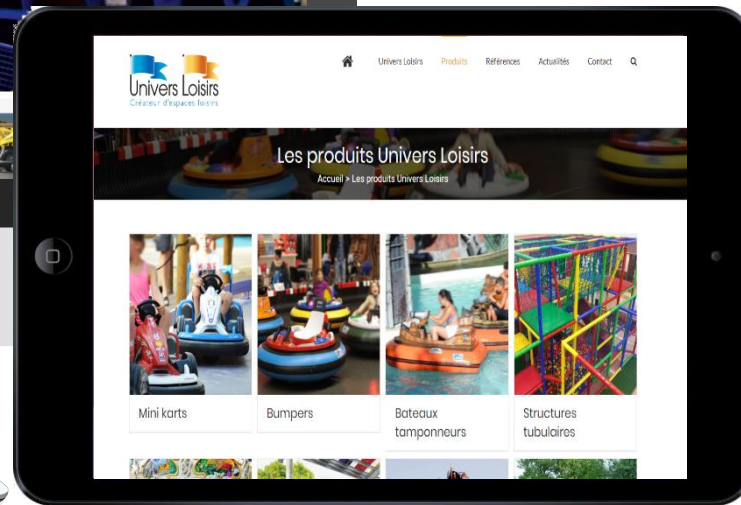 Univers Loisirs
Créateur d'espaces loisirs
Univers Loisirs Produits Références Actualités Contact
Les produits Univers Loisirs
Accueil > Les produits Univers Loisirs
Mini karts
Bumpers
Bateaux
tamponneurs
Structures
tubulaires